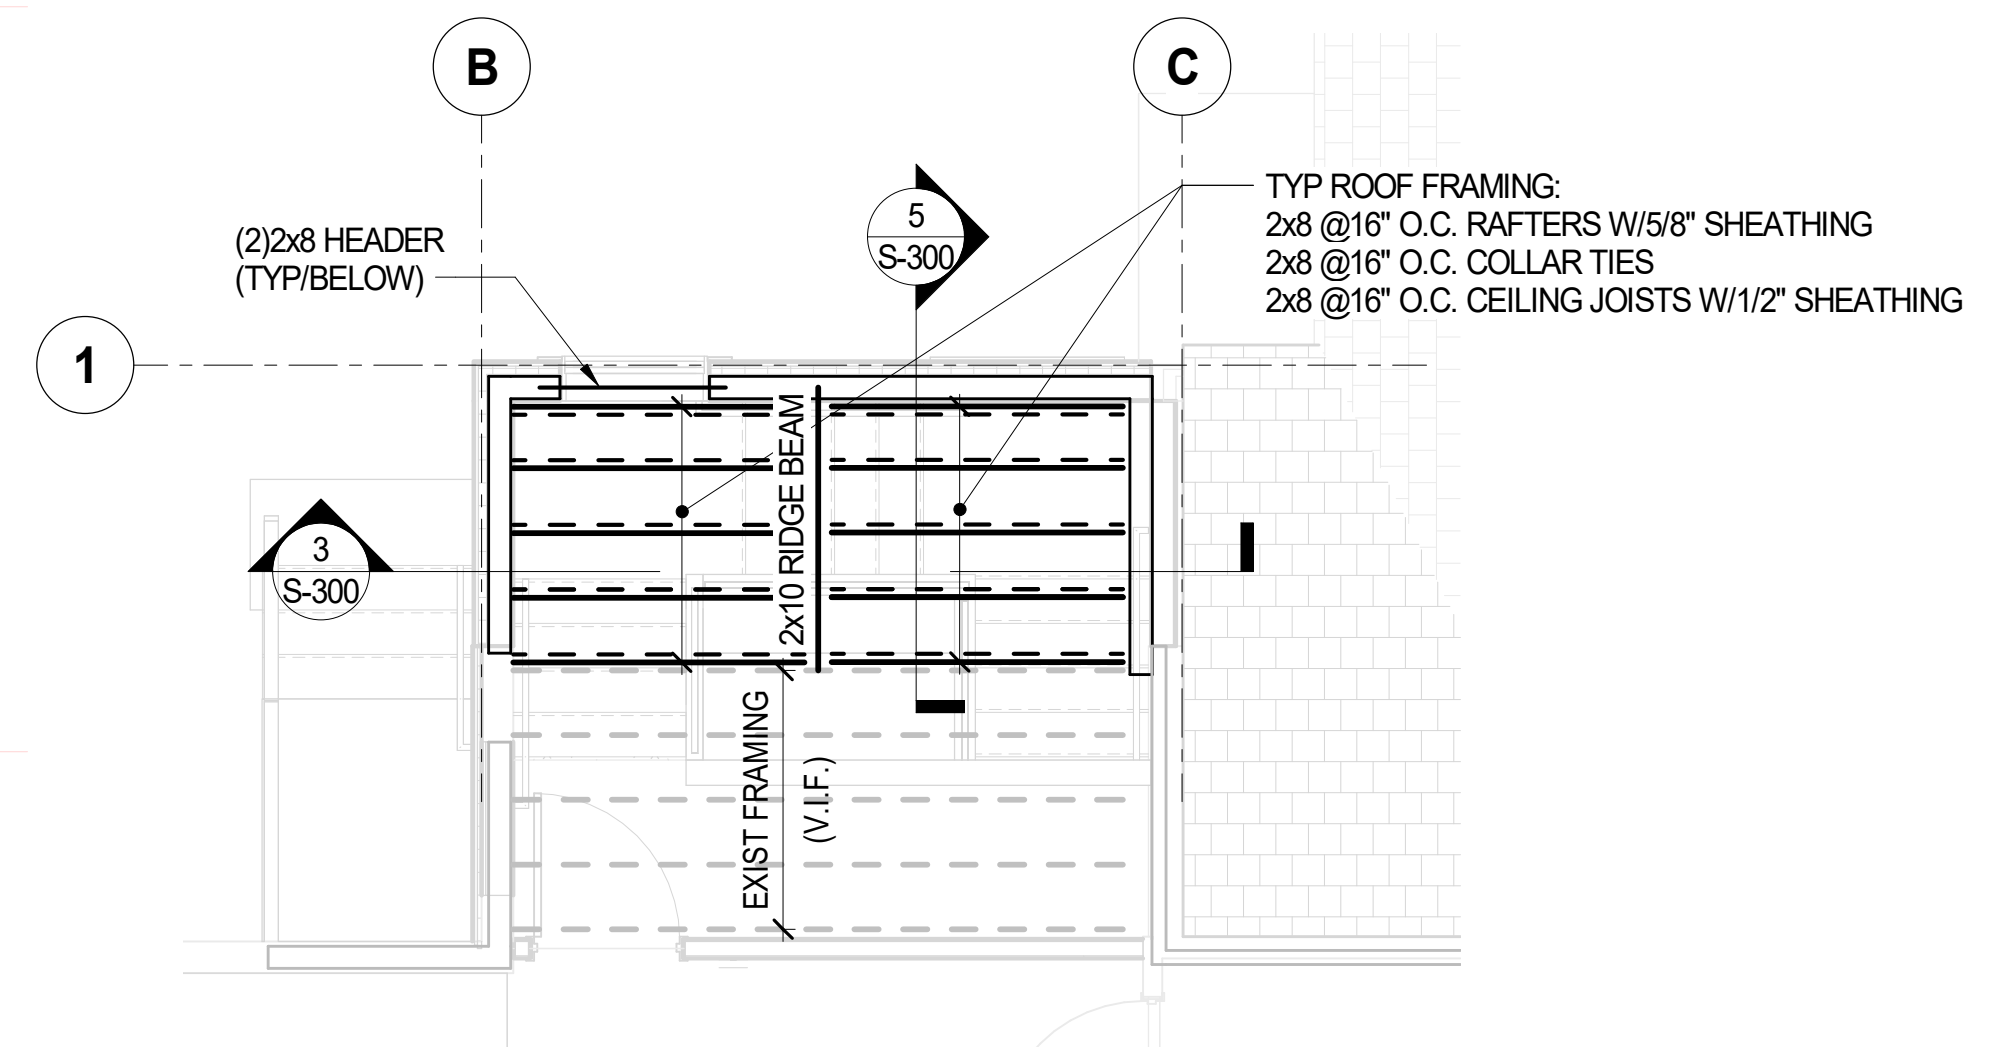 B
C
TYP ROOF FRAMING:
2x8 @16" O.C. RAFTERS W/5/8" SHEATHING
2x8 @16" O.C. COLLAR TIES
2x8 @16" O.C. CEILING JOISTS W/1/2" SHEATHING
5
S-300
(2)2x8 HEADER
(TYP/BELOW)
1
2x10 RIDGE BEAM
3
S-300
EXIST FRAMING
(V.I.F.)